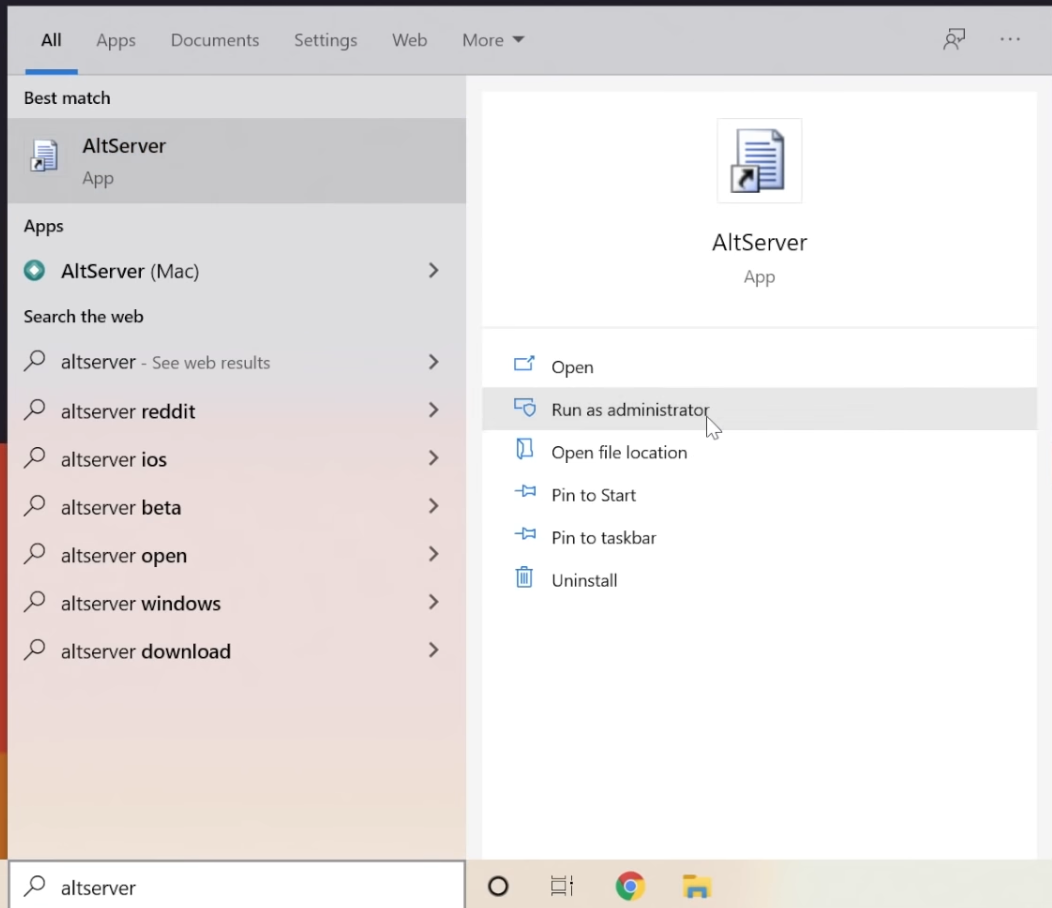 All Apps Documents Settings Web More
Best match
AltServer
App
Apps
AltServer (Mac)
Search the web
altserver - See web results
altserver reddit
altserver ios
altserver beta
altserver open
altserver windows
altserver download
altserver
AltServer
App
Open
Run as administrator
Open file location
Pin to Start
Pin to taskbar
Uninstall